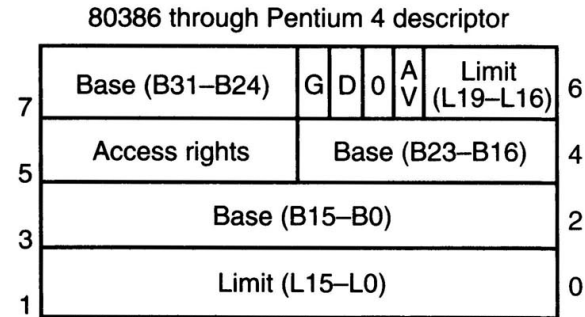 80386 through Pentium 4 descriptor
7 Base (B31–B24) G D 0 A V Limit (L19–L16) 6
5 Access rights Base (B23–B16) 4
3 Base (B15–B0) 2
1 Limit (L15–L0) 0